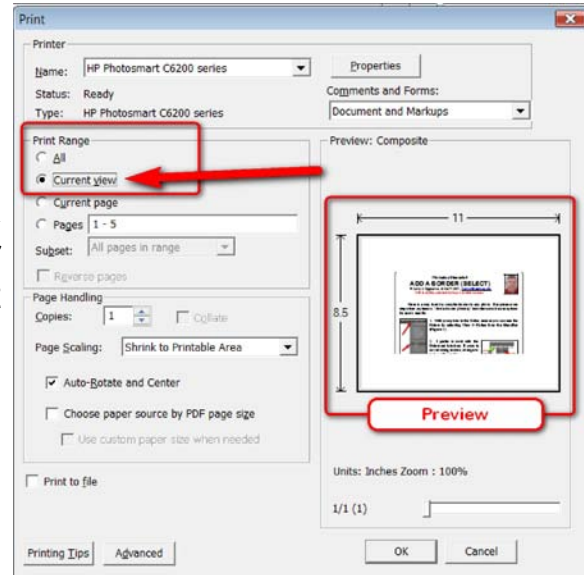 Print
Printer
Name: HP Photosmart C6200 series
Properties
Status: Ready
Comments and Forms:
Type: HP Photosmart C6200 series
Document and Markups
Print Range
All
Current view
Current page
Pages 1 - 5
Subset: All pages in range
Reverse pages
Page Handling
Copies: 1
Collate
Page Scaling: Shrink to Printable Area
Auto-Rotate and Center
Choose paper source by PDF page size
Use custom paper size when needed
Print to file
Preview: Composite
11
8.5
ADD A BORDER (SELECT)
Preview
Units: Inches Zoom : 100%
1/1 (1)
Printing Tips
Advanced
OK
Cancel